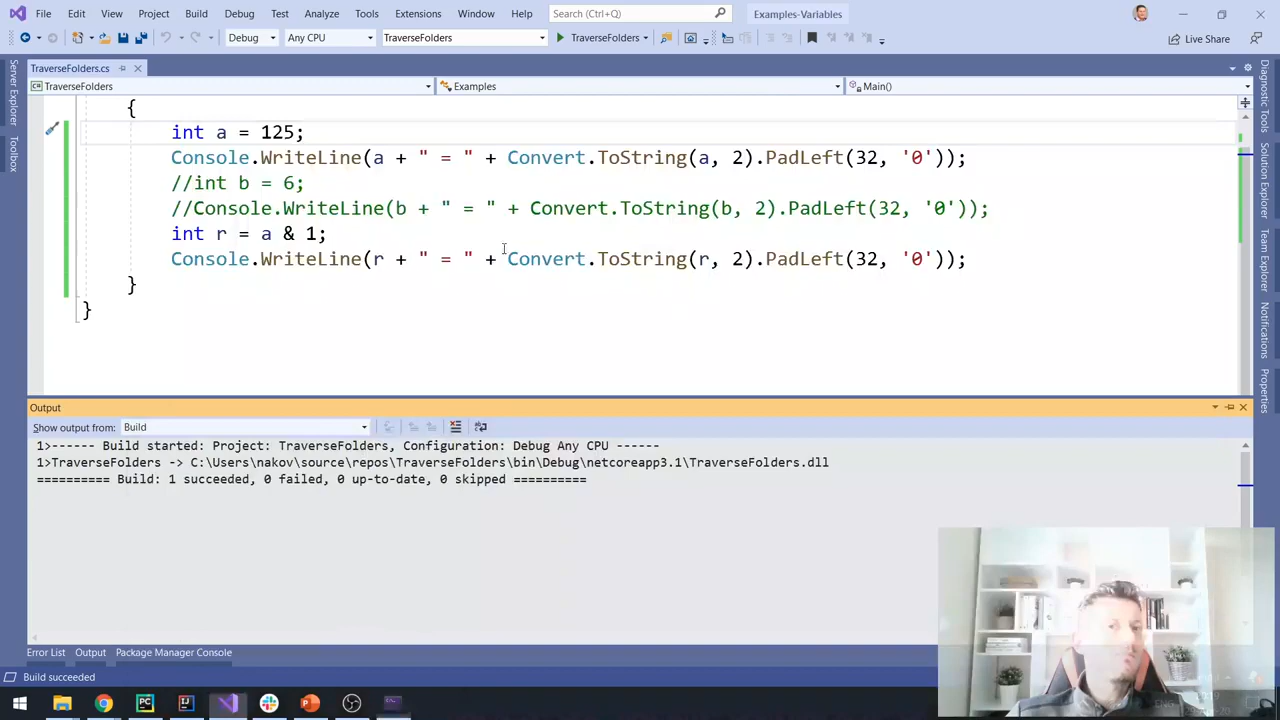 File Edit View Project Build Debug Test Analyze Tools Extensions Window Help Search (Ctrl+Q) Examples-Variables
Debug Any CPU TraverseFolders TraverseFolders Live Share
TraverseFolders.cs
TraverseFolders Examples Main()
{
int a = 125;
Console.WriteLine(a + " = " + Convert.ToString(a, 2).PadLeft(32, '0'));
//int b = 6;
//Console.WriteLine(b + " = " + Convert.ToString(b, 2).PadLeft(32, '0'));
int r = a & 1;
Console.WriteLine(r + " = " + Convert.ToString(r, 2).PadLeft(32, '0'));
}
}
Server Explorer
Toolbox
Diagnostic Tools
Solution Explorer
Team Explorer
Notifications
Properties
Output
Show output from: Build
1>------ Build started: Project: TraverseFolders, Configuration: Debug Any CPU ------
1>TraverseFolders -> C:\Users\nakov\source\repos\TraverseFolders\bin\Debug\netcoreapp3.1\TraverseFolders.dll
========== Build: 1 succeeded, 0 failed, 0 up-to-date, 0 skipped ==========
Error List Output Package Manager Console
Build succeeded